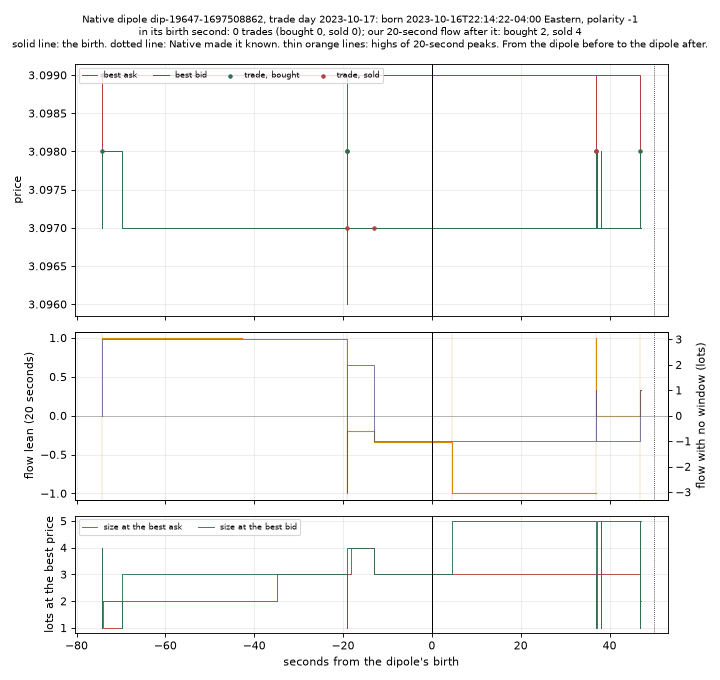 Native dipole dip-19647-1697508862, trade day 2023-10-17: born 2023-10-16T22:14:22-04:00 Eastern, polarity -1
in its birth second: 0 trades (bought 0, sold 0); our 20-second flow after it: bought 2, sold 4
solid line: the birth. dotted line: Native made it known. thin orange lines: highs of 20-second peaks. From the dipole before to the dipole after.
best ask best bid trade, bought trade, sold
3.0990
3.0985
3.0980
3.0975
3.0970
3.0965
3.0960
price
1.0
0.5
0.0
−0.5
−1.0
flow lean (20 seconds)
3
2
1
0
−1
−2
−3
flow with no window (lots)
size at the best ask size at the best bid
5
4
3
2
1
lots at the best price
−80 −60 −40 −20 0 20 40
seconds from the dipole's birth